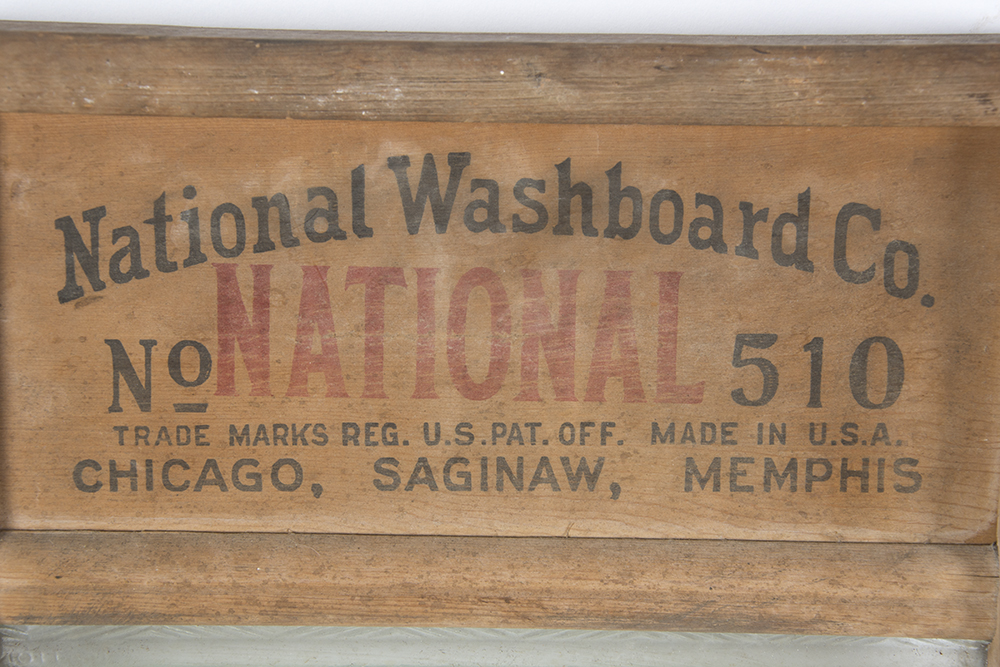 National Washboard Co.
No NATIONAL 510
TRADE MARKS REG. U.S. PAT. OFF. MADE IN U.S.A.
CHICAGO, SAGINAW, MEMPHIS